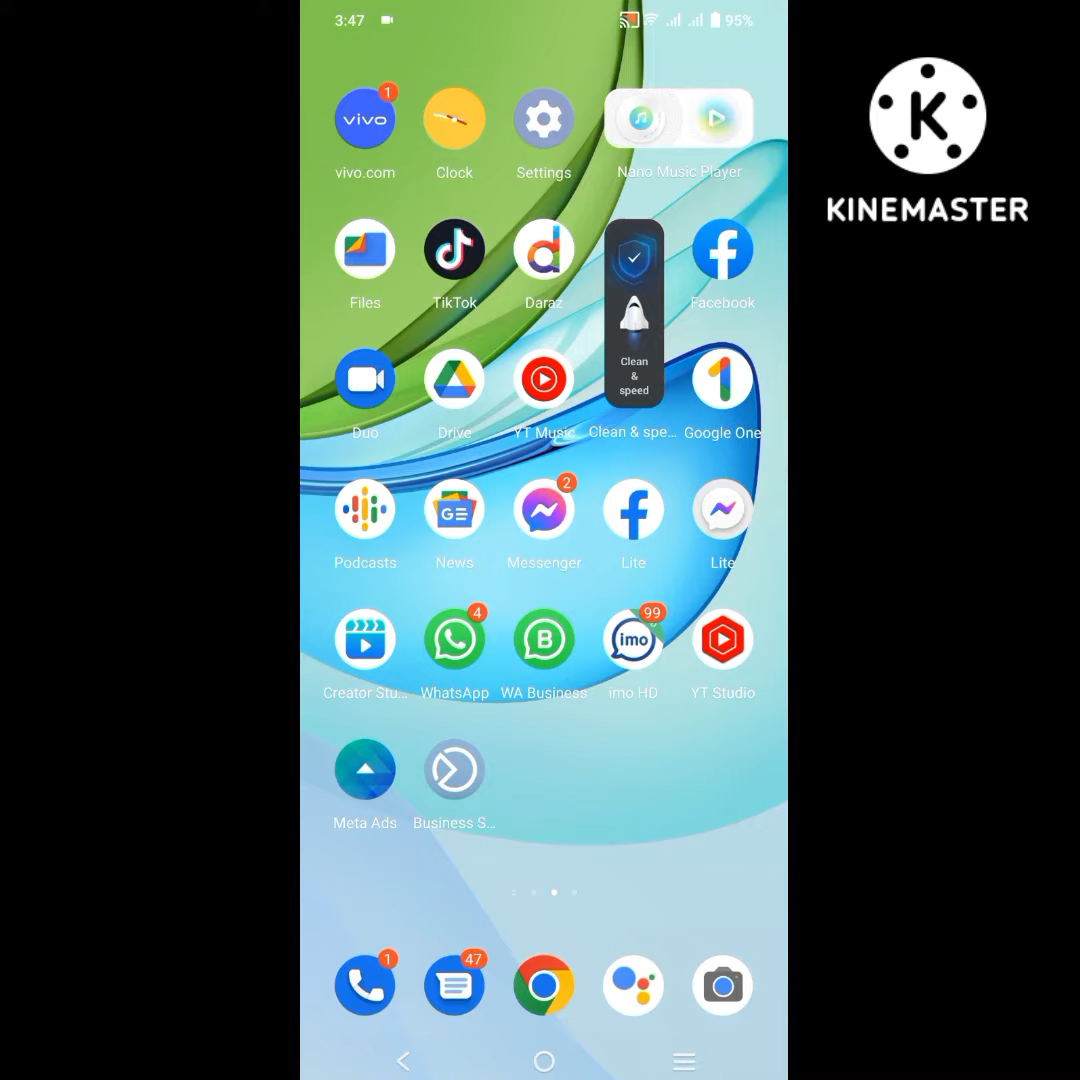 3:47
95%
1
vivo
vivo.com
Clock
Settings
Nano Music Player
KINEMASTER
K
Files
TikTok
Daraz
Clean
&
speed
Facebook
Duo
Drive
YT Music
Clean & spe...
Google One
GE
2
Podcasts
News
Messenger
Lite
Lite
4
B
99
imo
Creator Stu...
WhatsApp
WA Business
imo HD
YT Studio
Meta Ads
Business S...
1
47